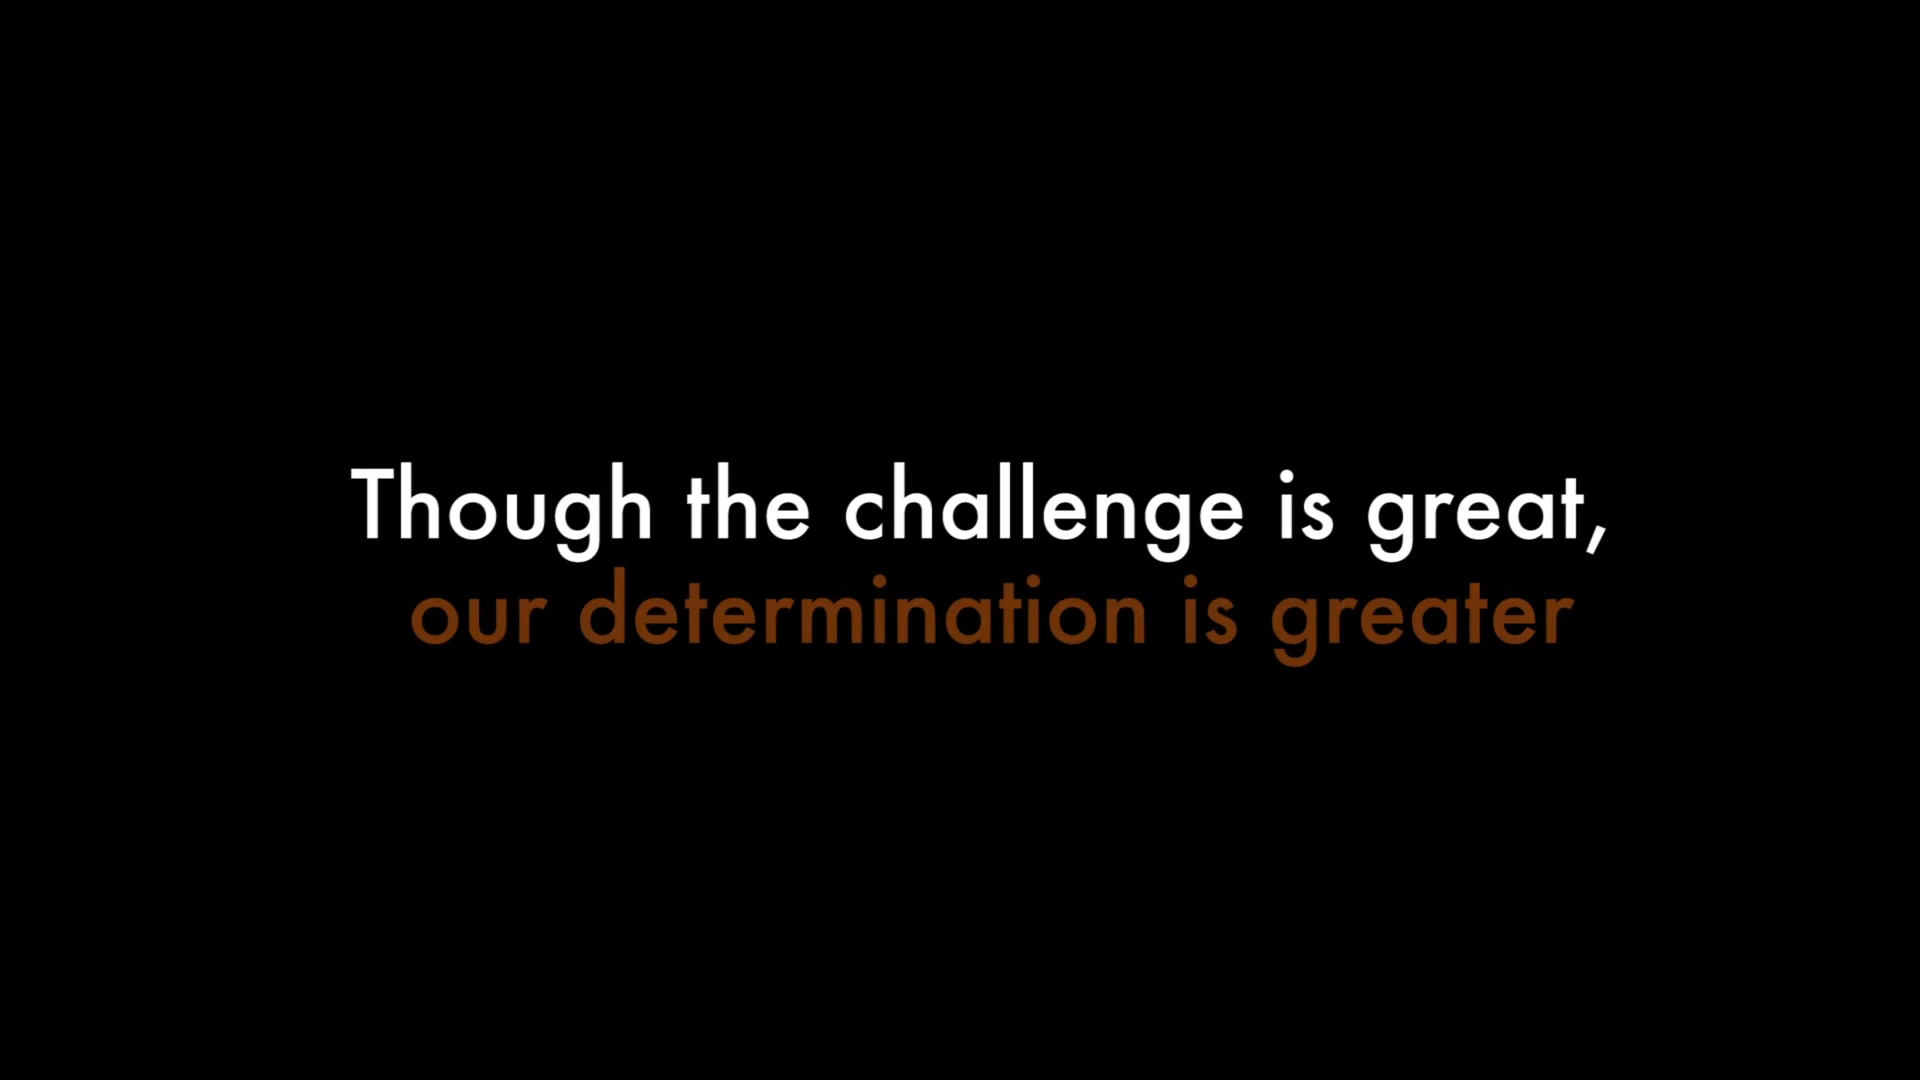 Though the challenge is great,
our determination is greater